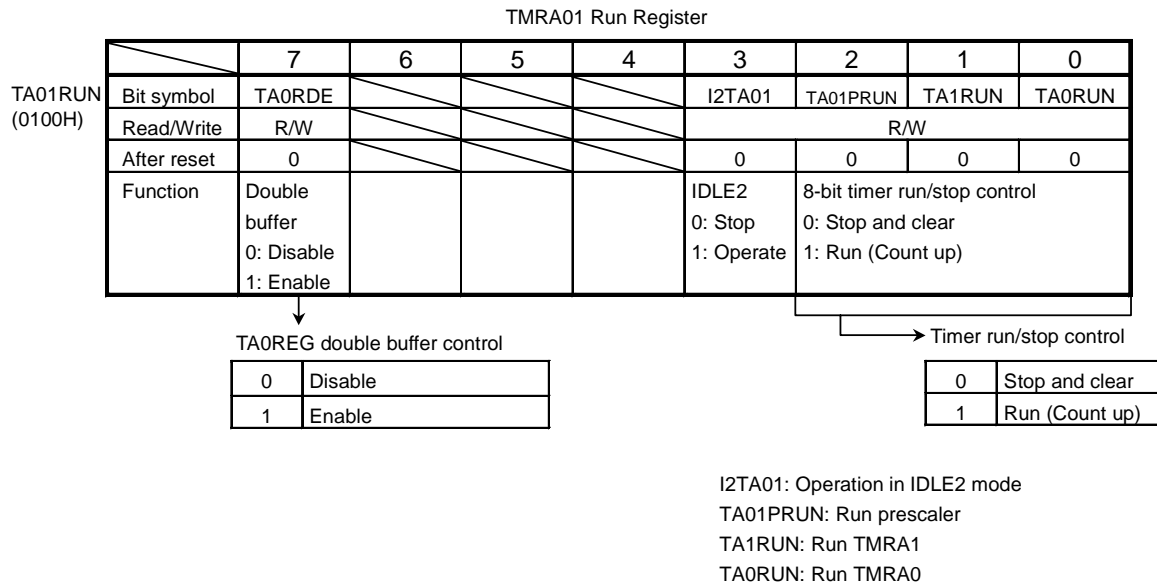 TMRA01 Run Register
7 6 5 4 3 2 1 0
TA01RUN
(0100H)
Bit symbol TA0RDE I2TA01 TA01PRUN TA1RUN TA0RUN
Read/Write R/W R/W
After reset 0 0 0 0 0
Function Double IDLE2 8-bit timer run/stop control
buffer 0: Stop 0: Stop and clear
0: Disable 1: Operate 1: Run (Count up)
1: Enable
TA0REG double buffer control
0 Disable
1 Enable
Timer run/stop control
0 Stop and clear
1 Run (Count up)
I2TA01: Operation in IDLE2 mode
TA01PRUN: Run prescaler
TA1RUN: Run TMRA1
TA0RUN: Run TMRA0